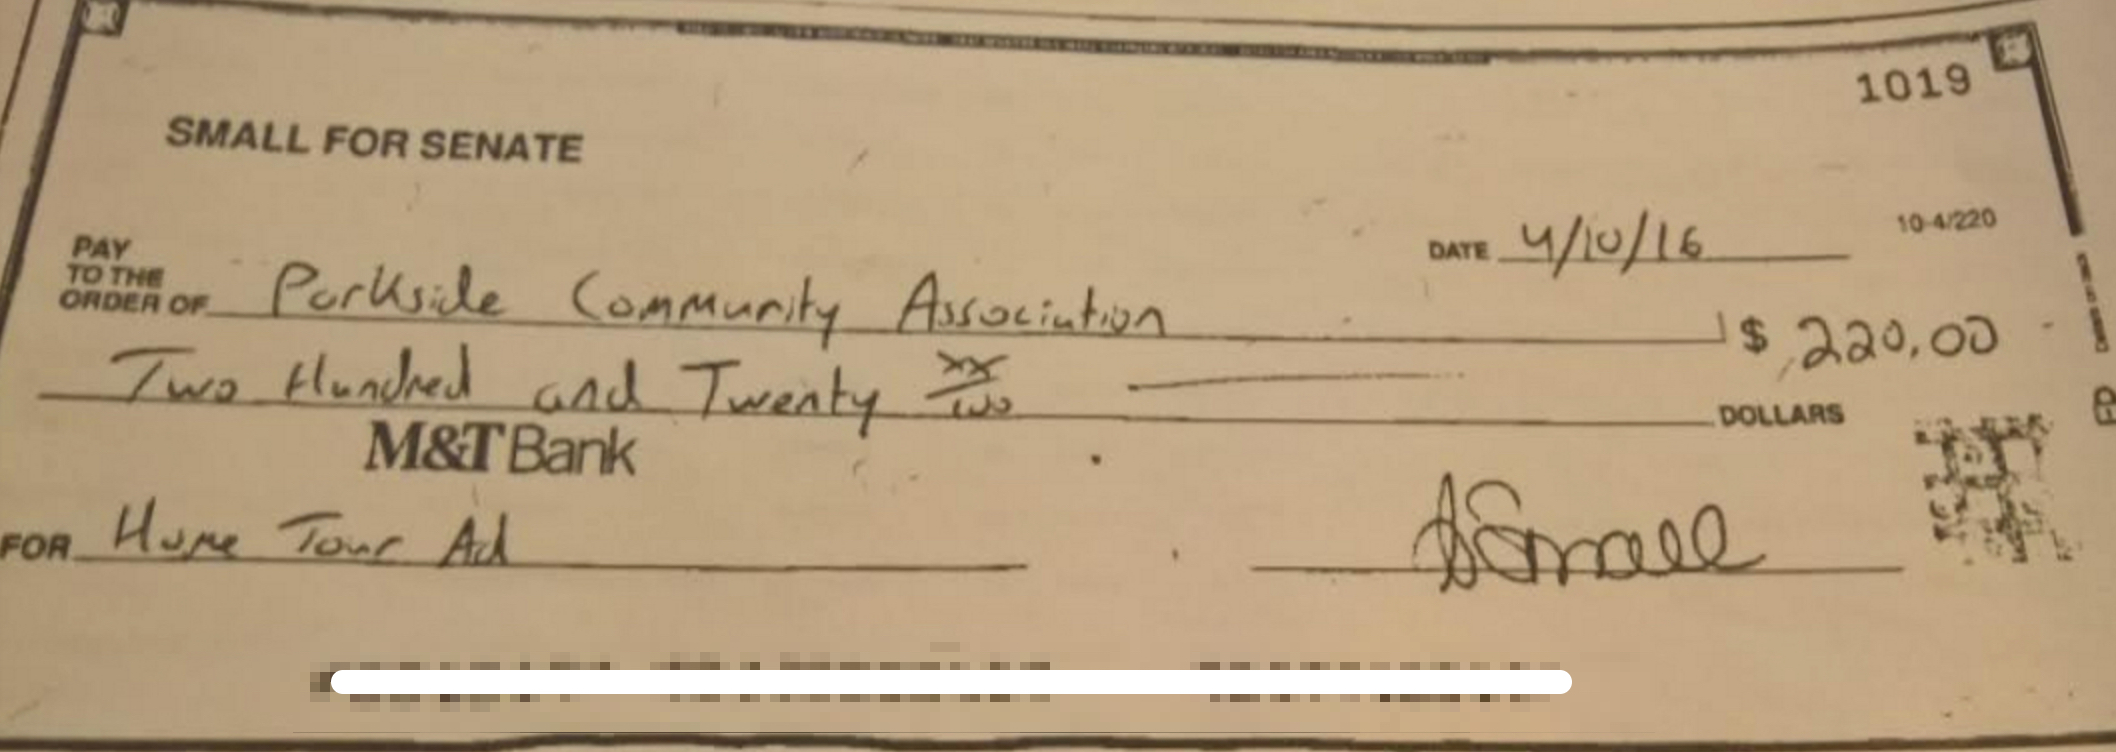 1019
SMALL FOR SENATE
10-4/220
DATE 4/10/16
PAY
TO THE
ORDER OF Parkside Community Association $ 220.00
Two Hundred and Twenty xx/100 DOLLARS
M&T Bank
FOR Home Tour Ad
Small